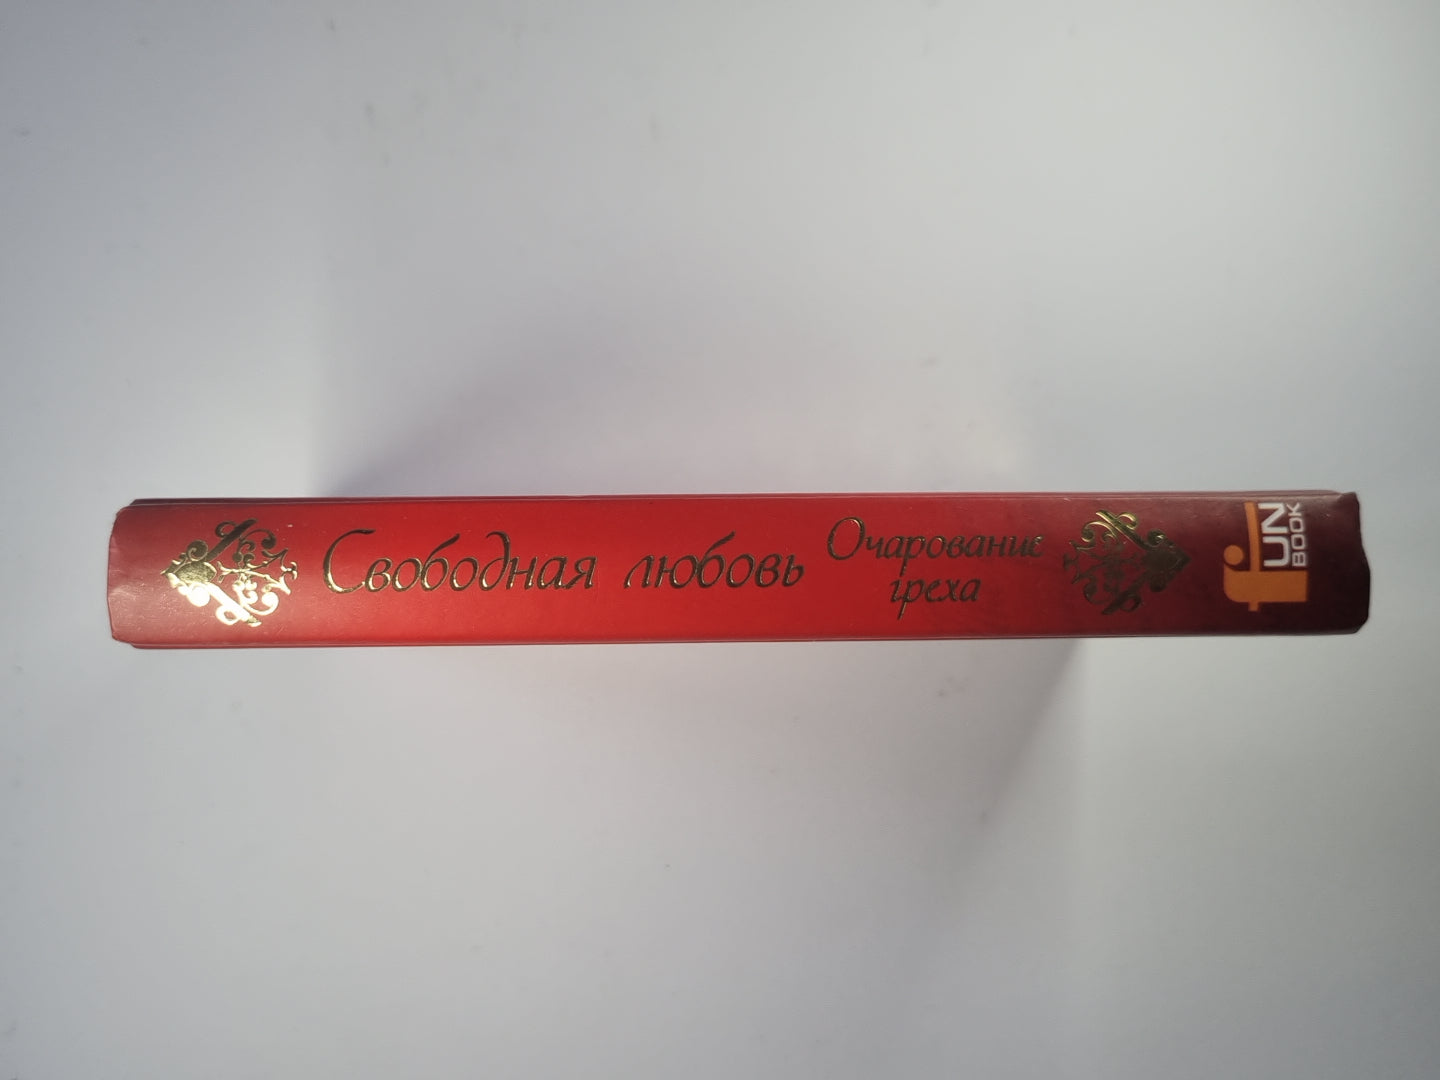 Свободная любовь
Очарование
греха
fUN
BOOK